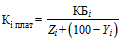 Kᵢ плат = КБᵢ / (Zᵢ + (100 − Yᵢ))